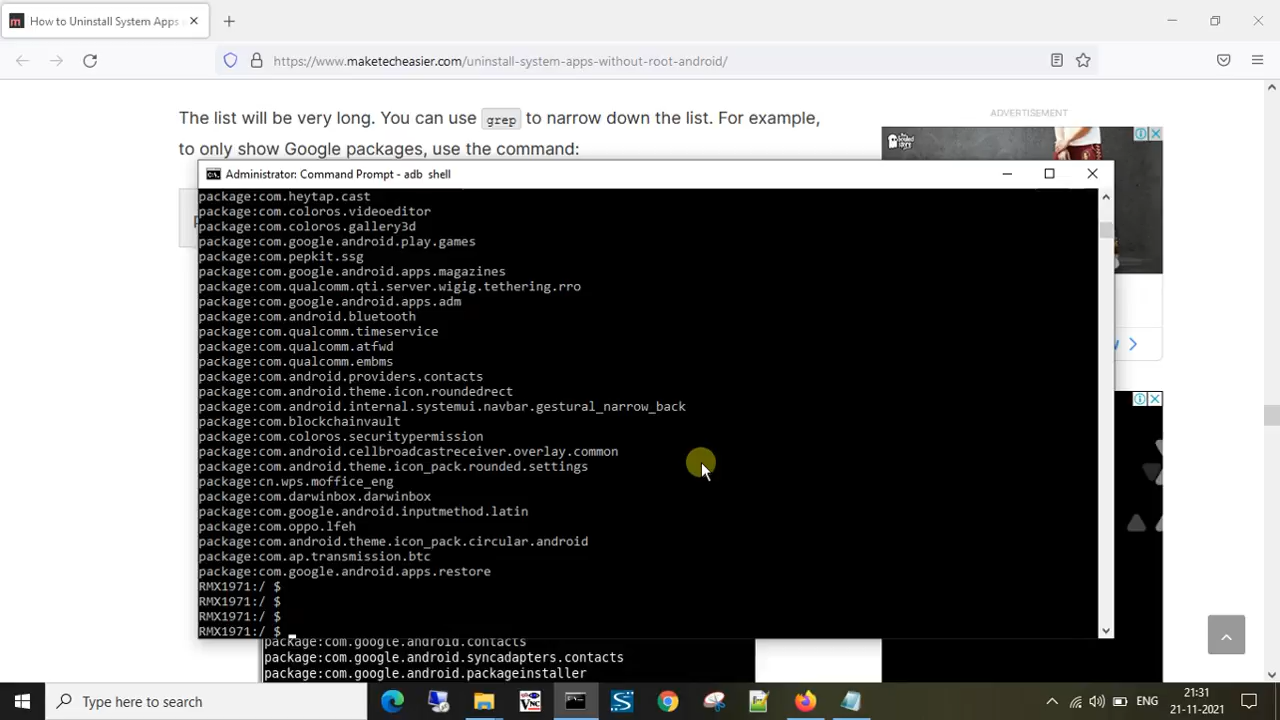 How to Uninstall System Apps
https://www.maketecheasier.com/uninstall-system-apps-without-root-android/
The list will be very long. You can use grep to narrow down the list. For example,
to only show Google packages, use the command:
ADVERTISEMENT
Administrator: Command Prompt - adb shell
package:com.heytap.cast
package:com.coloros.videoeditor
package:com.coloros.gallery3d
package:com.google.android.play.games
package:com.pepkit.ssg
package:com.google.android.apps.magazines
package:com.qualcomm.qti.server.wigig.tethering.rro
package:com.google.android.apps.adm
package:com.android.bluetooth
package:com.qualcomm.timeservice
package:com.qualcomm.atfwd
package:com.qualcomm.embms
package:com.android.providers.contacts
package:com.android.theme.icon.roundedrect
package:com.android.internal.systemui.navbar.gestural_narrow_back
package:com.blockchainvault
package:com.coloros.securitypermission
package:com.android.cellbroadcastreceiver.overlay.common
package:com.android.theme.icon_pack.rounded.settings
package:cn.wps.moffice_eng
package:com.darwinbox.darwinbox
package:com.google.android.inputmethod.latin
package:com.oppo.lfeh
package:com.android.theme.icon_pack.circular.android
package:com.ap.transmission.btc
package:com.google.android.apps.restore
RMX1971:/ $
RMX1971:/ $
RMX1971:/ $
RMX1971:/ $
package:com.google.android.contacts
package:com.google.android.syncadapters.contacts
package:com.google.android.packageinstaller
Type here to search
ENG
21:31
21-11-2021